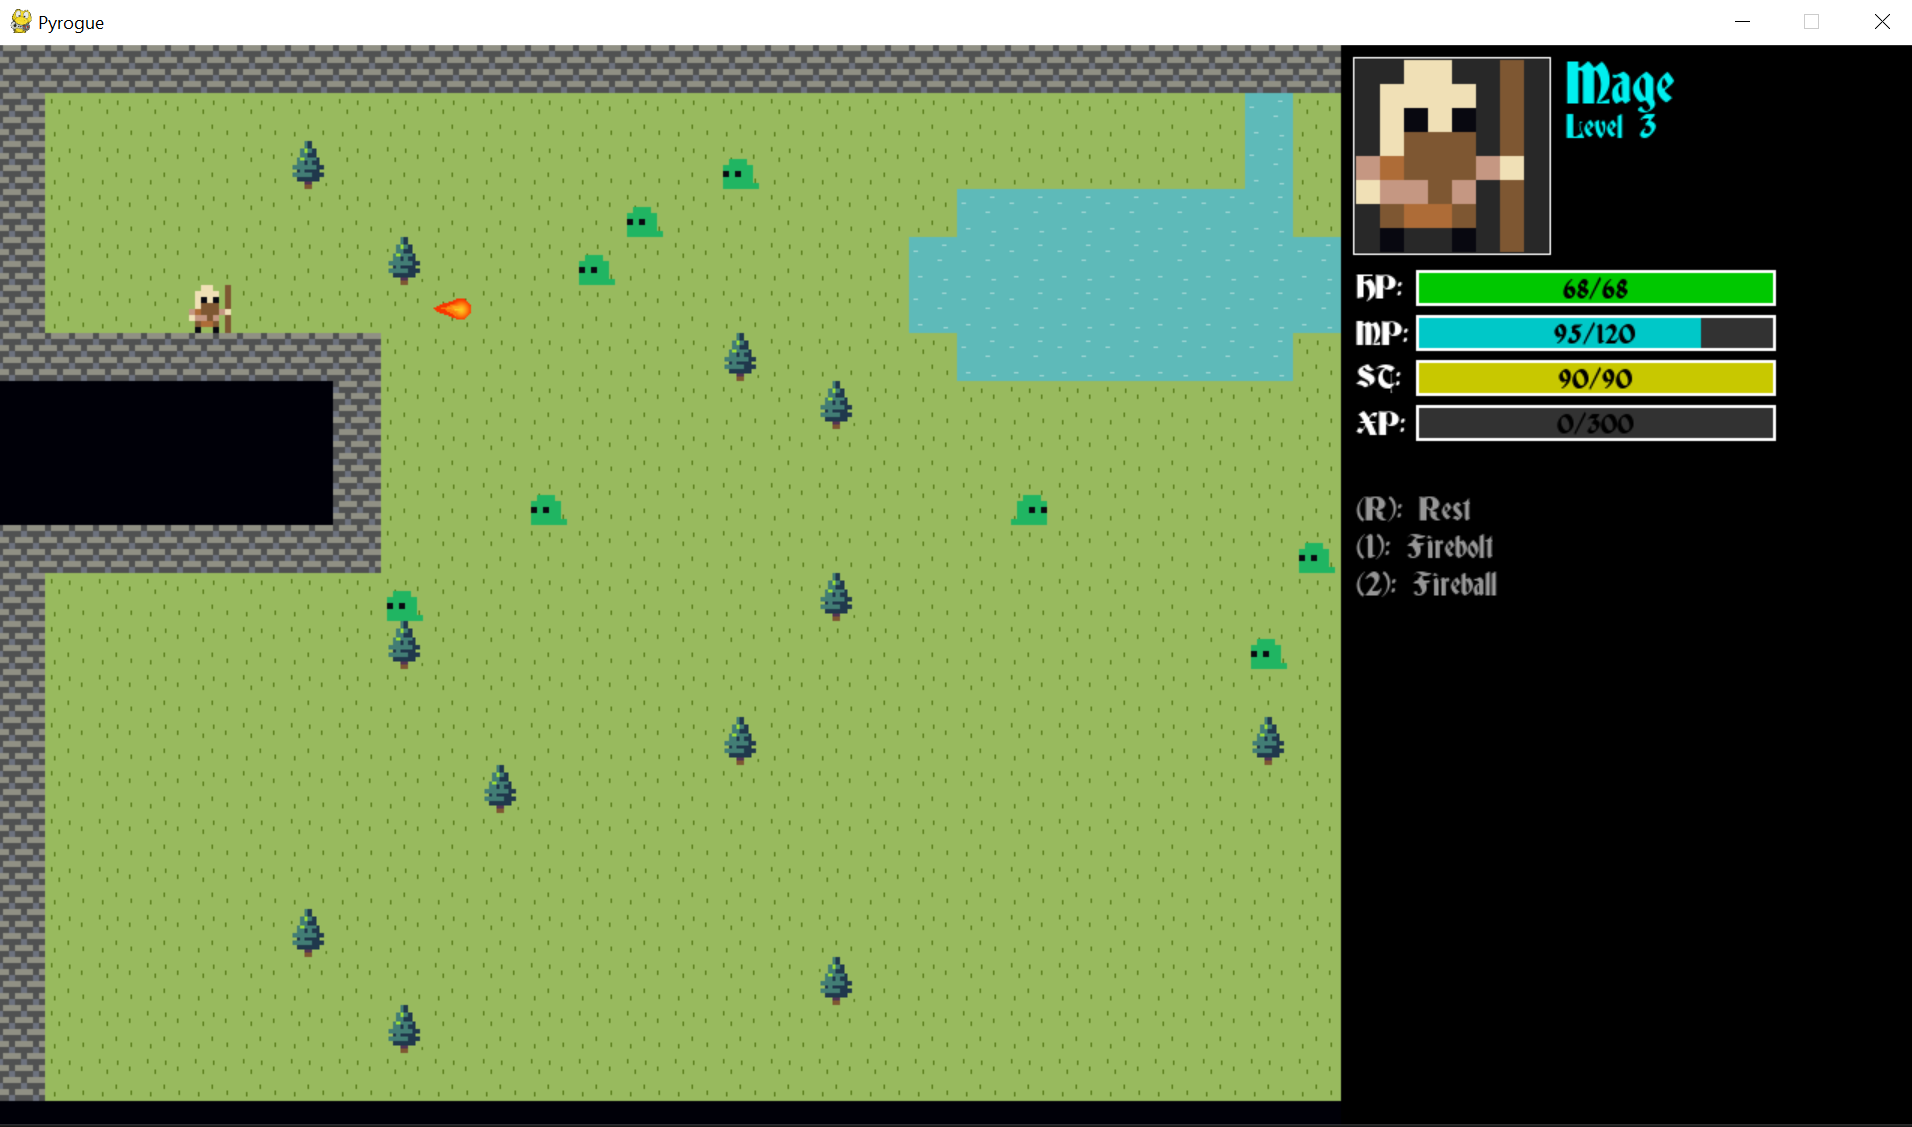 Pyrogue
Mage
Level 3
HP: 68/68
MP: 95/120
ST: 90/90
XP: 0/300
(R): Rest
(1): Firebolt
(2): Fireball